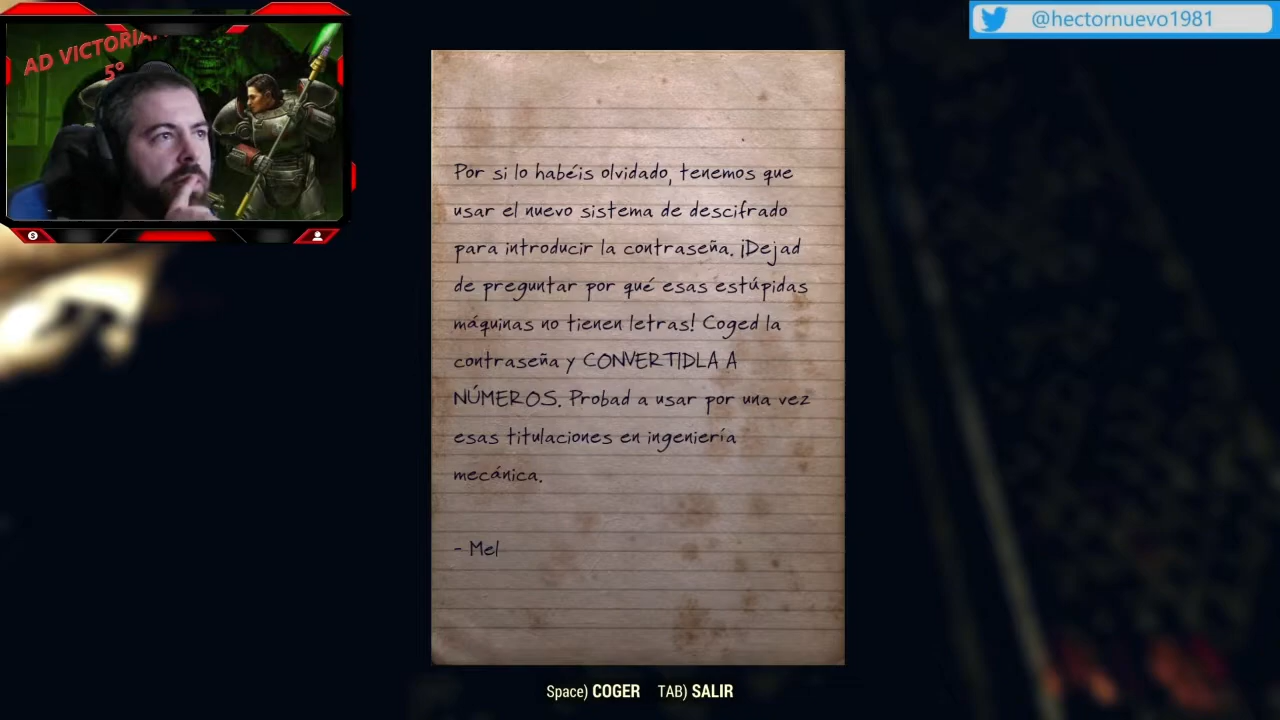 AD VICTORIAM
5º
@hectornuevo1981
Por si lo habéis olvidado, tenemos que
usar el nuevo sistema de descifrado
para introducir la contraseña. ¡Dejad
de preguntar por qué esas estúpidas
máquinas no tienen letras! Coged la
contraseña y CONVERTIDLA A
NÚMEROS. Probad a usar por una vez
esas titulaciones en ingeniería
mecánica.
- Mel
Space) COGER TAB) SALIR